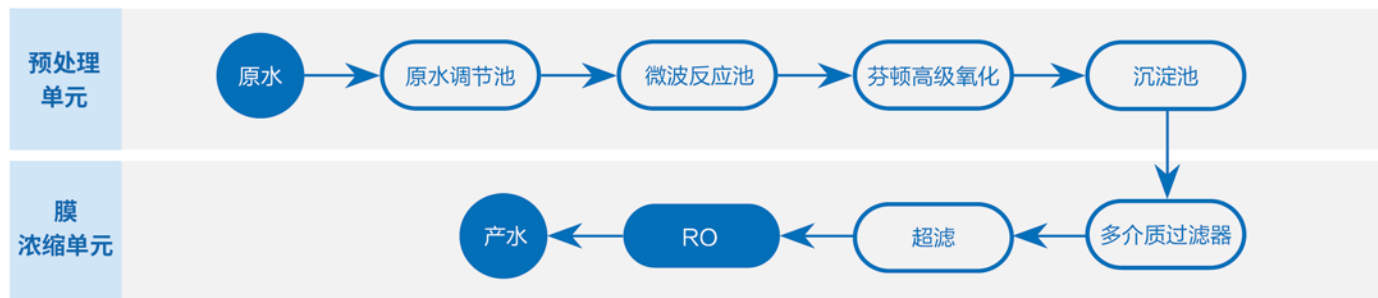 预处理
单元
原水
原水调节池
微波反应池
芬顿高级氧化
沉淀池
膜
浓缩单元
产水
RO
超滤
多介质过滤器